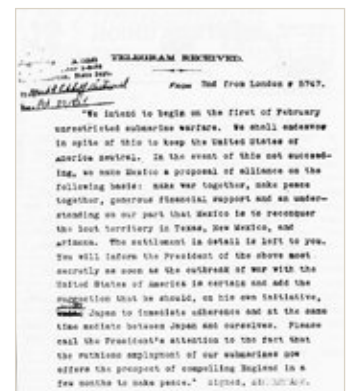 TELEGRAM RECEIVED.
From 2nd from London # 5747.
"We intend to begin on the first of February
unrestricted submarine warfare. We shall endeavor
in spite of this to keep the United States of
America neutral. In the event of this not succeed-
ing, we make Mexico a proposal of alliance on the
following basis: make war together, make peace
together, generous financial support and an under-
standing on our part that Mexico is to reconquer
the lost territory in Texas, New Mexico, and
Arizona. The settlement in detail is left to you.
You will inform the President of the above most
secretly as soon as the outbreak of war with the
United States of America is certain and add the
suggestion that he should, on his own initiative,
Japan to immediate adherence and at the same
time mediate between Japan and ourselves. Please
call the President's attention to the fact that
the ruthless employment of our submarines now
offers the prospect of compelling England in a
few months to make peace." Signed,